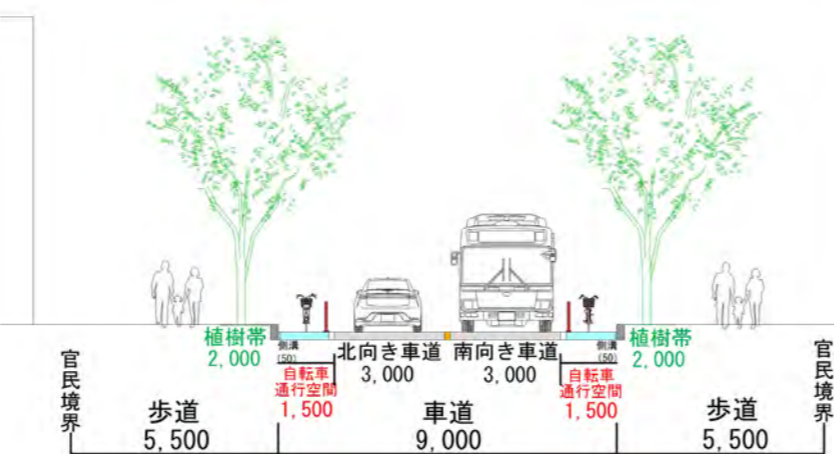 官民境界
植樹帯
2,000
側溝
(50)
北向き車道
3,000
南向き車道
3,000
側溝
(50)
植樹帯
2,000
官民境界
自転車
通行空間
1,500
自転車
通行空間
1,500
歩道
5,500
車道
9,000
歩道
5,500